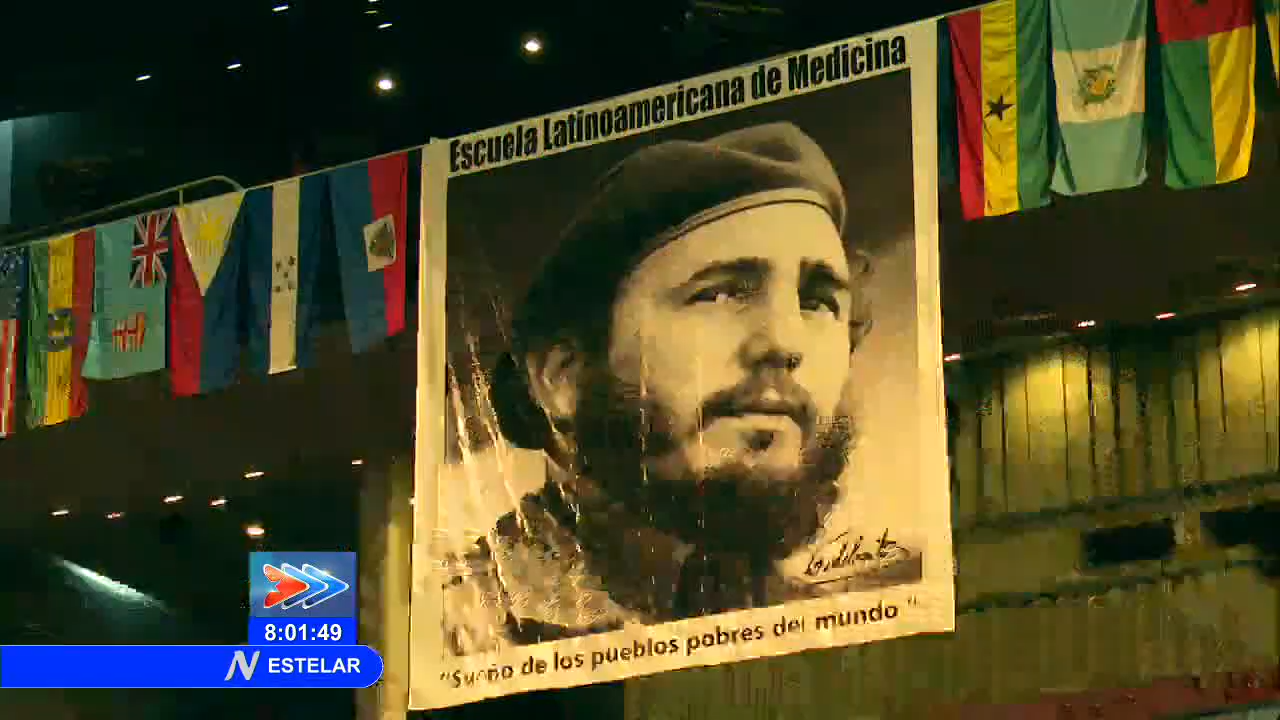 Escuela Latinoamericana de Medicina
"Sueño de los pueblos pobres del mundo "
8:01:49
N ESTELAR